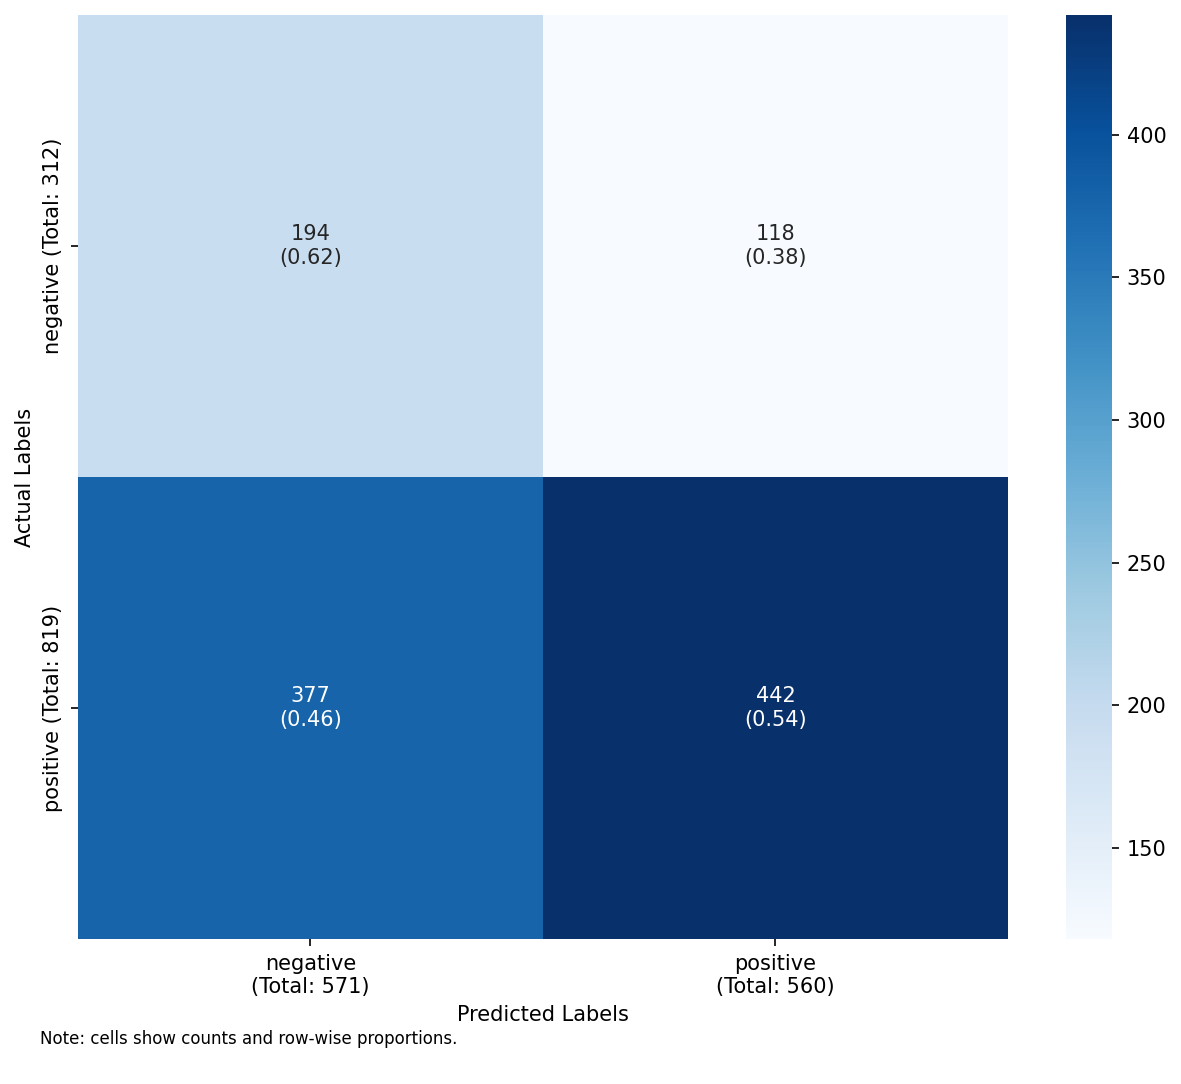 Actual Labels
negative (Total: 312)
positive (Total: 819)
194
(0.62)
118
(0.38)
377
(0.46)
442
(0.54)
400
350
300
250
200
150
negative
(Total: 571)
positive
(Total: 560)
Predicted Labels
Note: cells show counts and row-wise proportions.